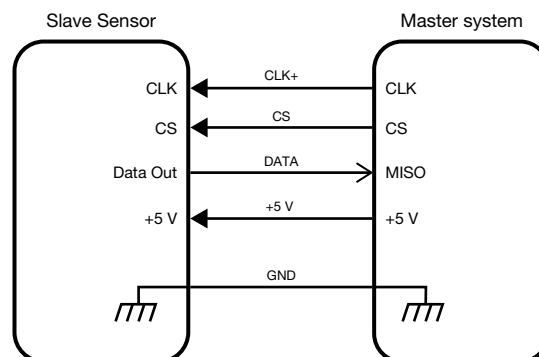 Slave Sensor Master system
CLK CLK+ CLK
CS CS CS
Data Out DATA MISO
+5 V +5 V +5 V
GND